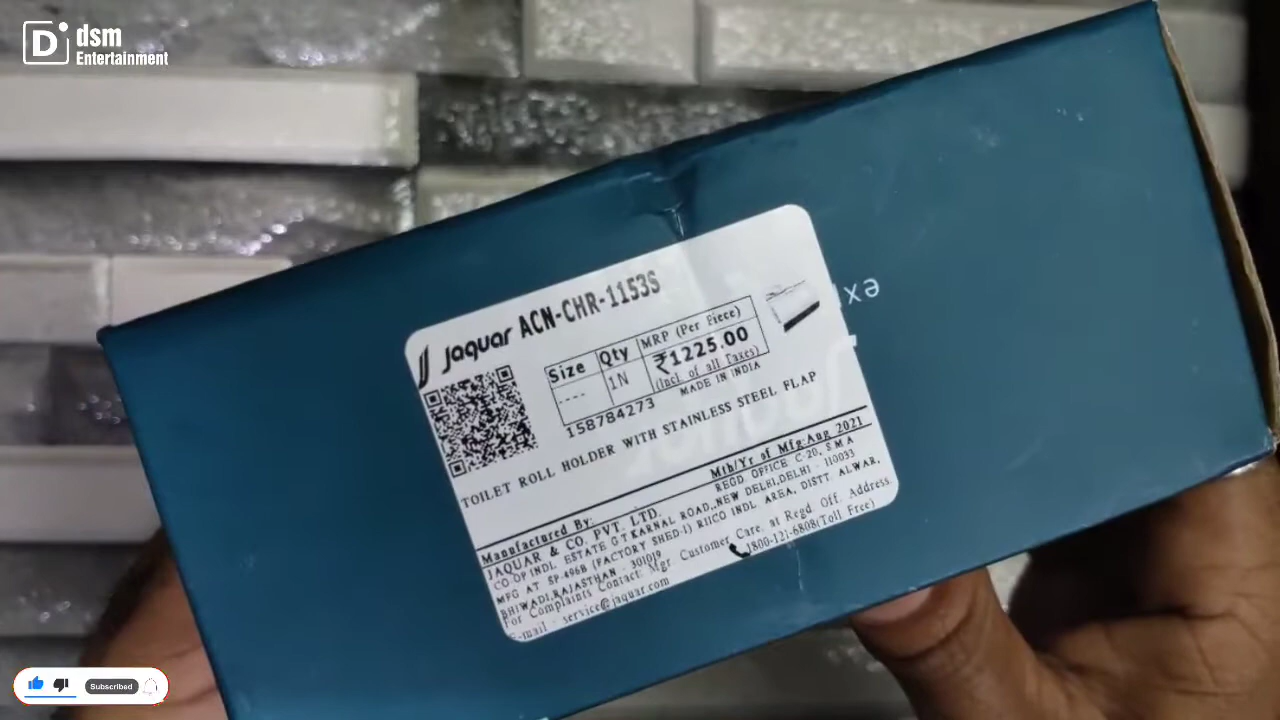 D dsm
Entertainment
Jaquar ACN-CHR-1153S
Size Qty MRP (Per Piece)
---- 1N ₹1225.00
(Incl. of all Taxes)
158784273 MADE IN INDIA
TOILET ROLL HOLDER WITH STAINLESS STEEL FLAP
Mth/Yr of Mfg:Aug 2021
Manufactured By:
JAQUAR & CO. PVT. LTD. REGD OFFICE C-20, S M A
CO-OP INDL ESTATE G T KARNAL ROAD,,NEW DELHI,DELHI - 110033
MFG AT SP-496B (FACTORY SHED-1) RIICO INDL AREA, DISTT ALWAR,
BHIWADI,RAJASTHAN - 301019
For Complaints Contact: Mgr. Customer Care, at Regd. Off. Address.
E-mail - service@jaquar.com 1800-121-6808(Toll Free)
Subscribed